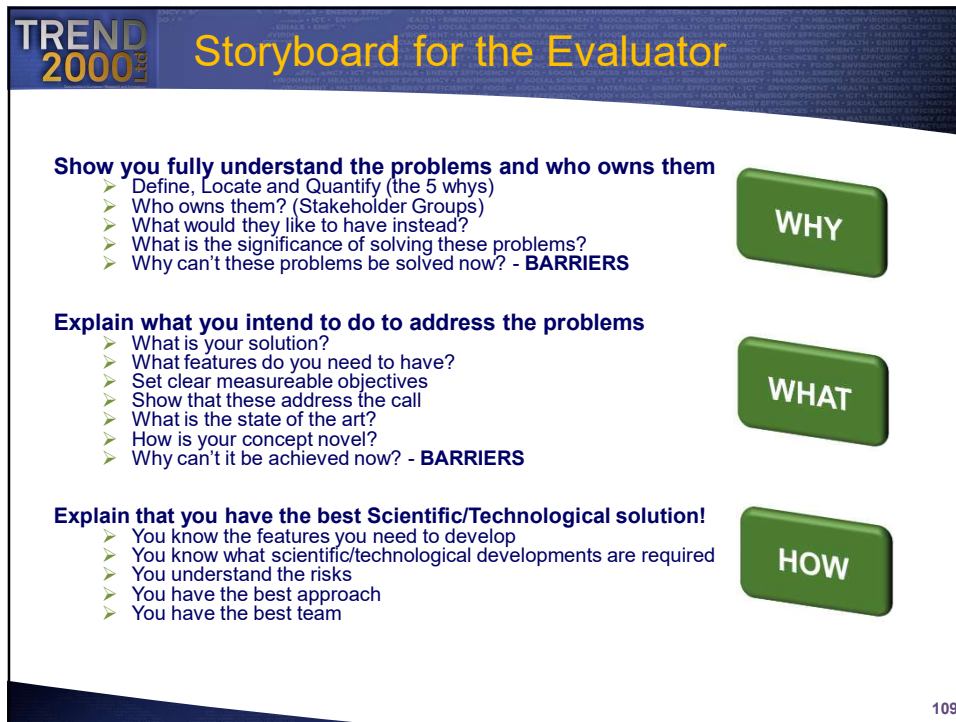 TREND
2000 Ltd
Storyboard for the Evaluator
Show you fully understand the problems and who owns them
➢ Define, Locate and Quantify (the 5 whys)
➢ Who owns them? (Stakeholder Groups)
➢ What would they like to have instead?
➢ What is the significance of solving these problems?
➢ Why can't these problems be solved now? - BARRIERS
WHY
Explain what you intend to do to address the problems
➢ What is your solution?
➢ What features do you need to have?
➢ Set clear measureable objectives
➢ Show that these address the call
➢ What is the state of the art?
➢ How is your concept novel?
➢ Why can't it be achieved now? - BARRIERS
WHAT
Explain that you have the best Scientific/Technological solution!
➢ You know the features you need to develop
➢ You know what scientific/technological developments are required
➢ You understand the risks
➢ You have the best approach
➢ You have the best team
HOW
109